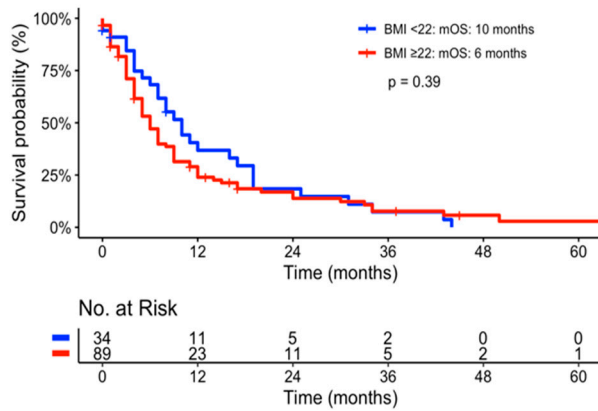 100%
75%
50%
25%
0%
Survival probability (%)
BMI <22: mOS: 10 months
BMI ≥22: mOS: 6 months
p = 0.39
0 12 24 36 48 60
Time (months)
No. at Risk
34 11 5 2 0 0
89 23 11 5 2 1
0 12 24 36 48 60
Time (months)